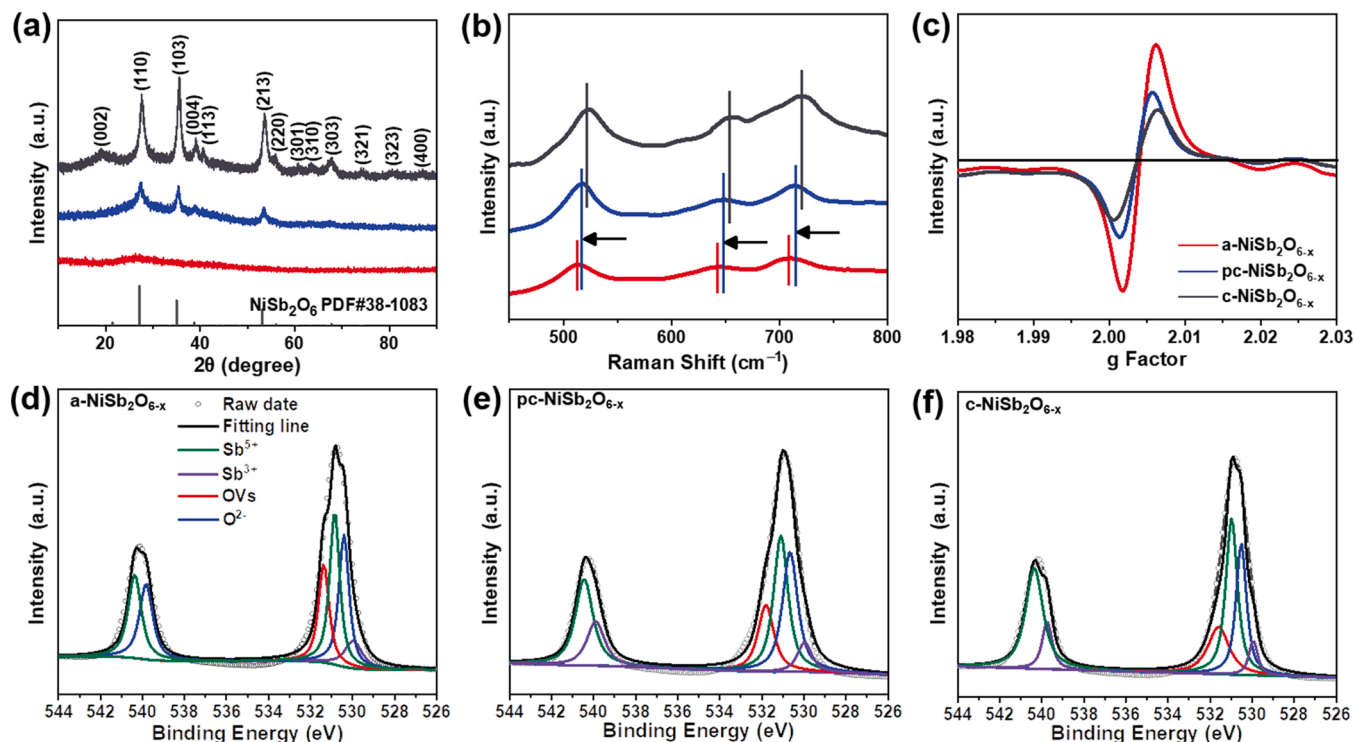 (a)
Intensity (a.u.)
(002)
(110)
(103)
(004)
(113)
(213)
(220)
(301)
(310)
(303)
(321)
(323)
(400)
NiSb₂O₆ PDF#38-1083
20 40 60 80
2θ (degree)
(b)
Intensity (a.u.)
500 600 700 800
Raman Shift (cm⁻¹)
(c)
Intensity (a.u.)
a-NiSb₂O₆₋ₓ
pc-NiSb₂O₆₋ₓ
c-NiSb₂O₆₋ₓ
1.98 1.99 2.00 2.01 2.02 2.03
g Factor
(d)
a-NiSb₂O₆₋ₓ
Raw date
Fitting line
Sb⁵⁺
Sb³⁺
OVs
O²⁻
Intensity (a.u.)
544 542 540 538 536 534 532 530 528 526
Binding Energy (eV)
(e)
pc-NiSb₂O₆₋ₓ
Intensity (a.u.)
544 542 540 538 536 534 532 530 528 526
Binding Energy (eV)
(f)
c-NiSb₂O₆₋ₓ
Intensity (a.u.)
544 542 540 538 536 534 532 530 528 526
Binding Energy (eV)